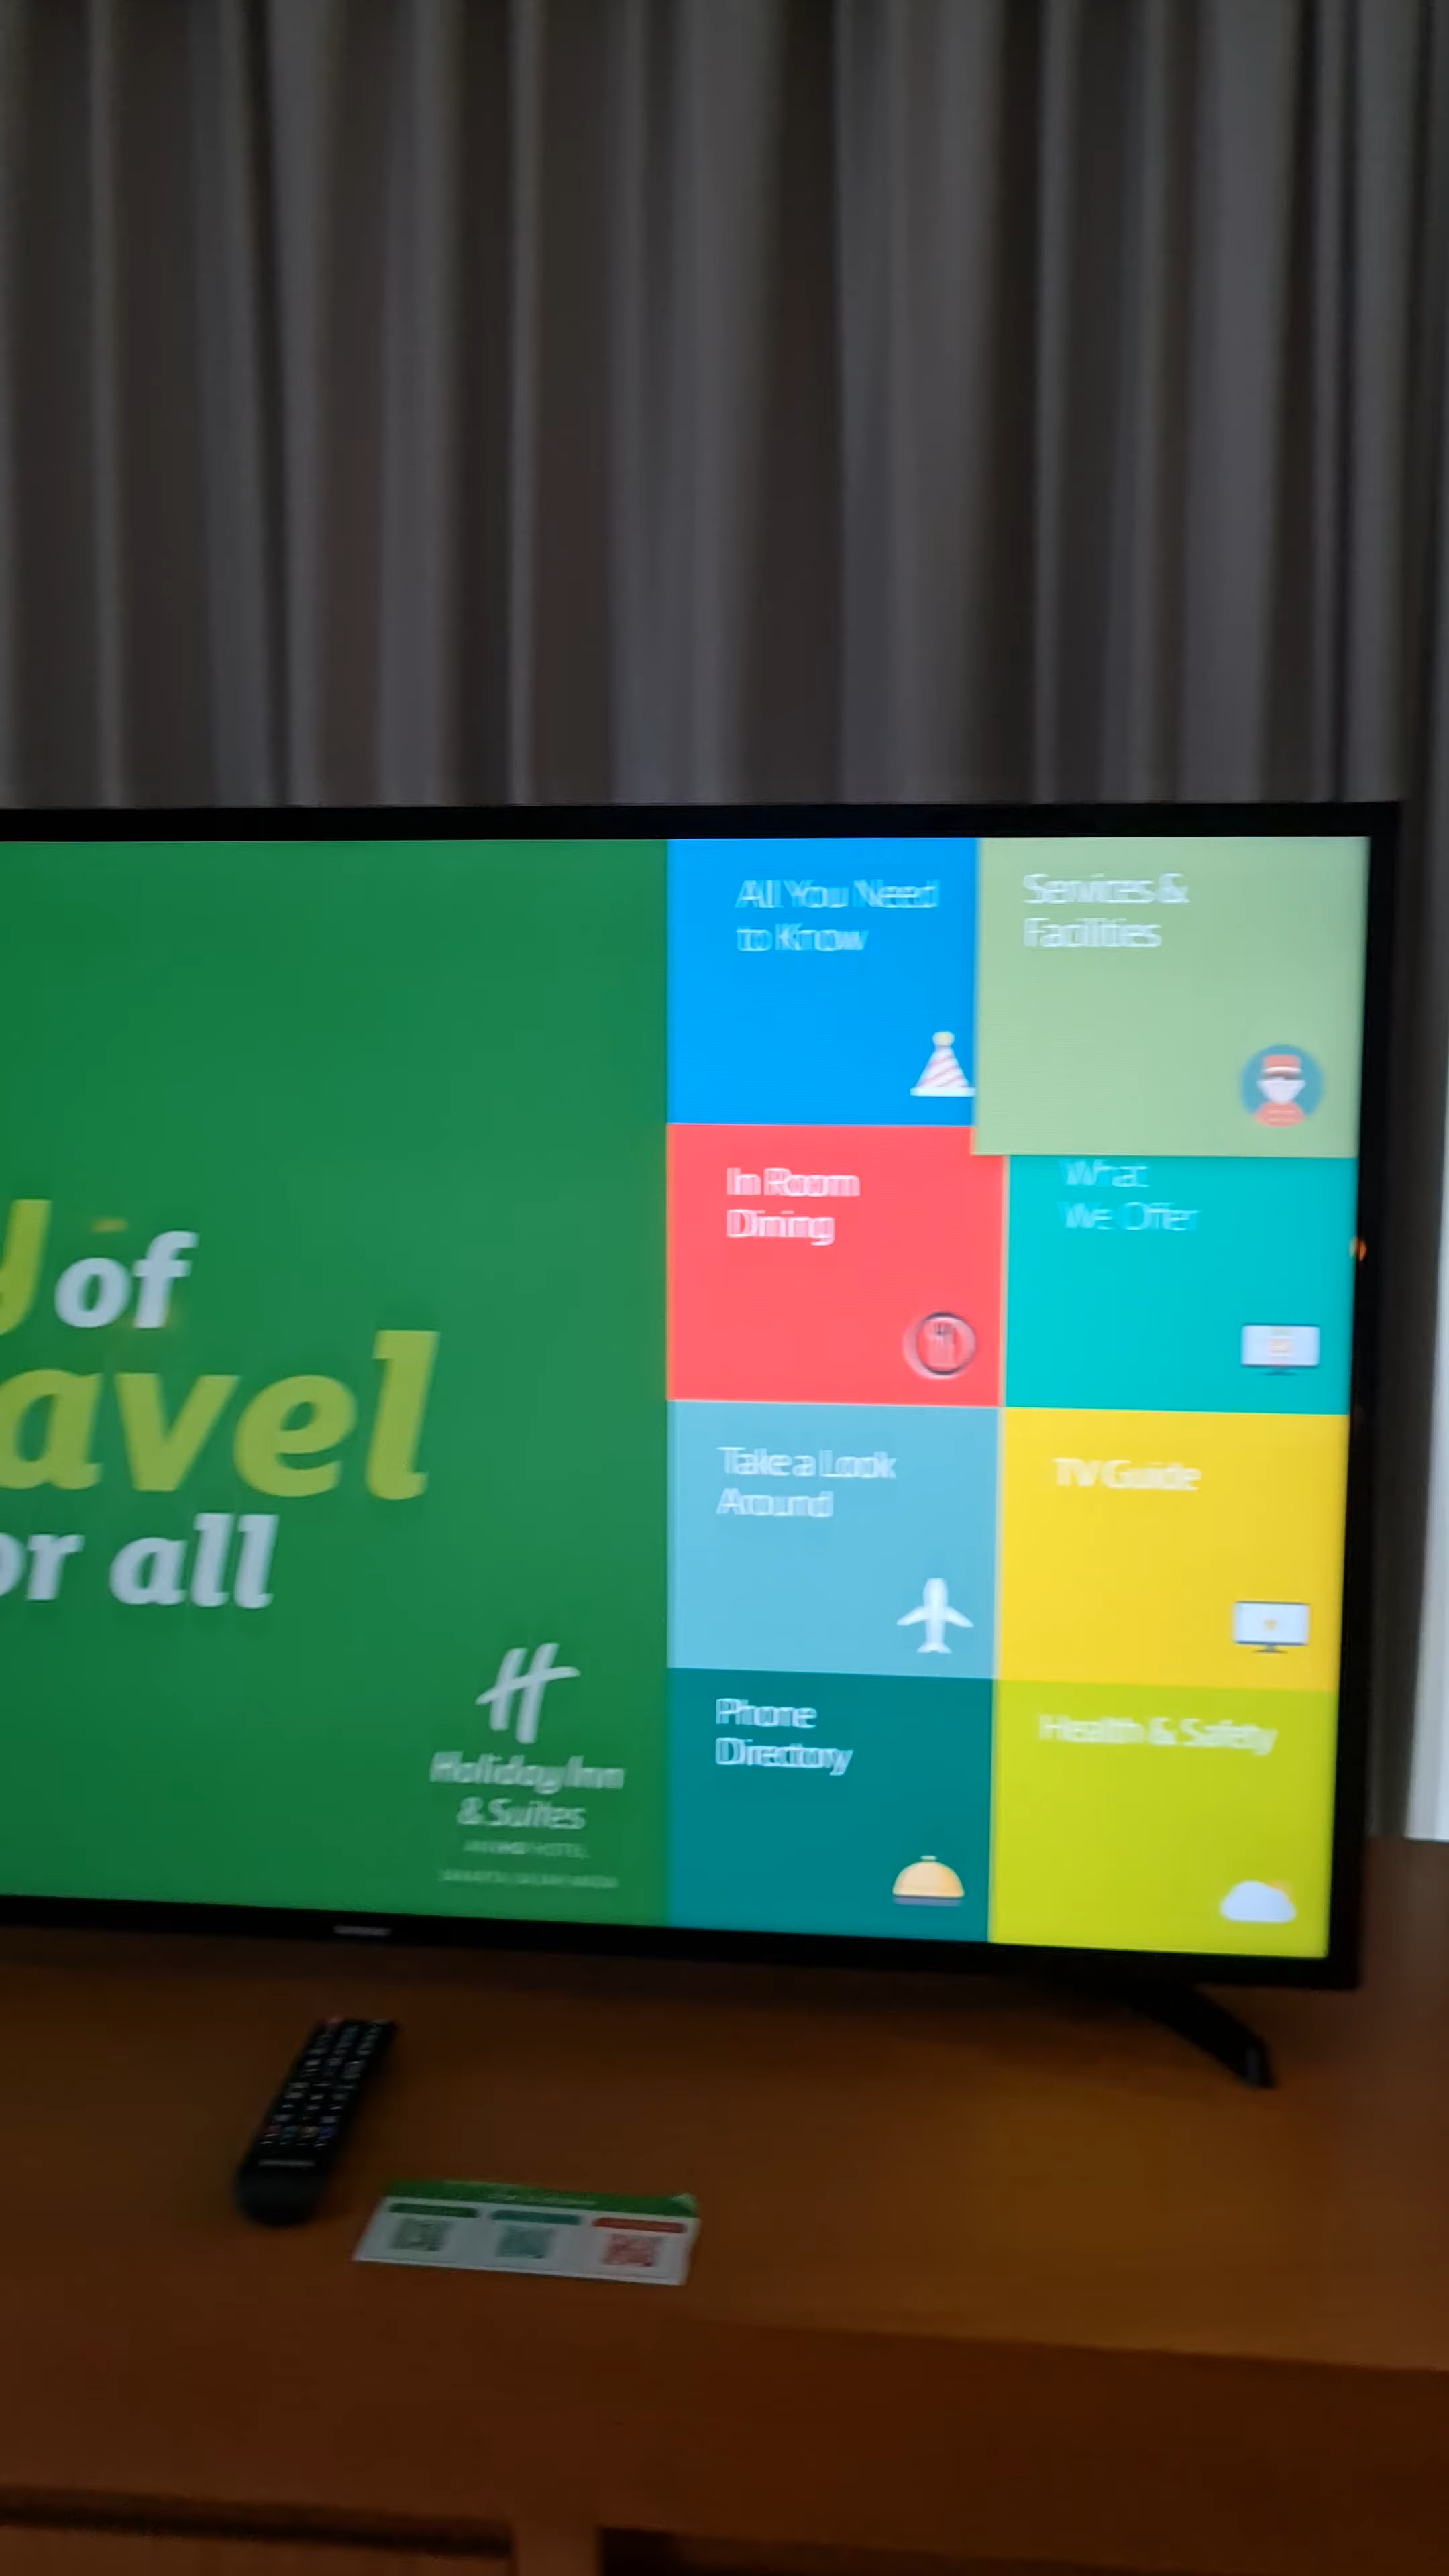 of
avel
or all
Holiday Inn
& Suites
All You Need
to Know
Services &
Facilities
In Room
Dining
What
We Offer
Take a Look
Around
TV Guide
Phone
Directory
Health & Safety